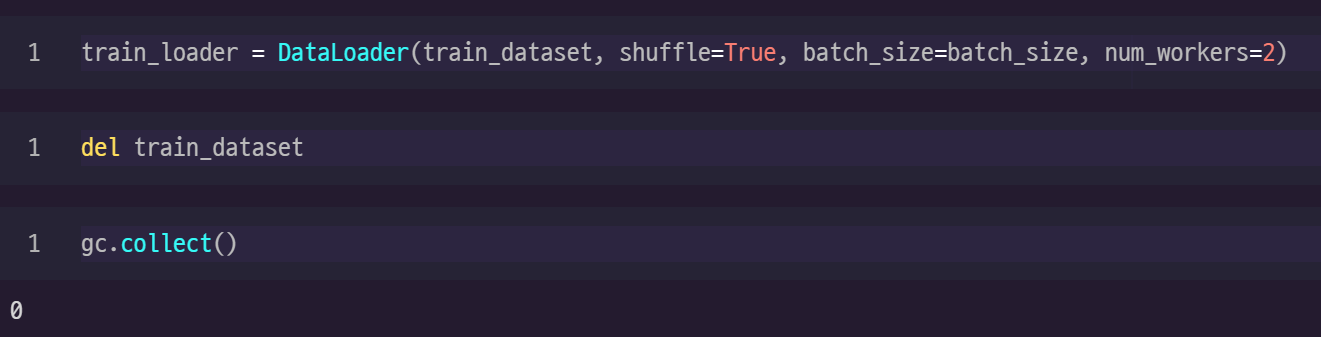 1 train_loader = DataLoader(train_dataset, shuffle=True, batch_size=batch_size, num_workers=2)
1 del train_dataset
1 gc.collect()
0